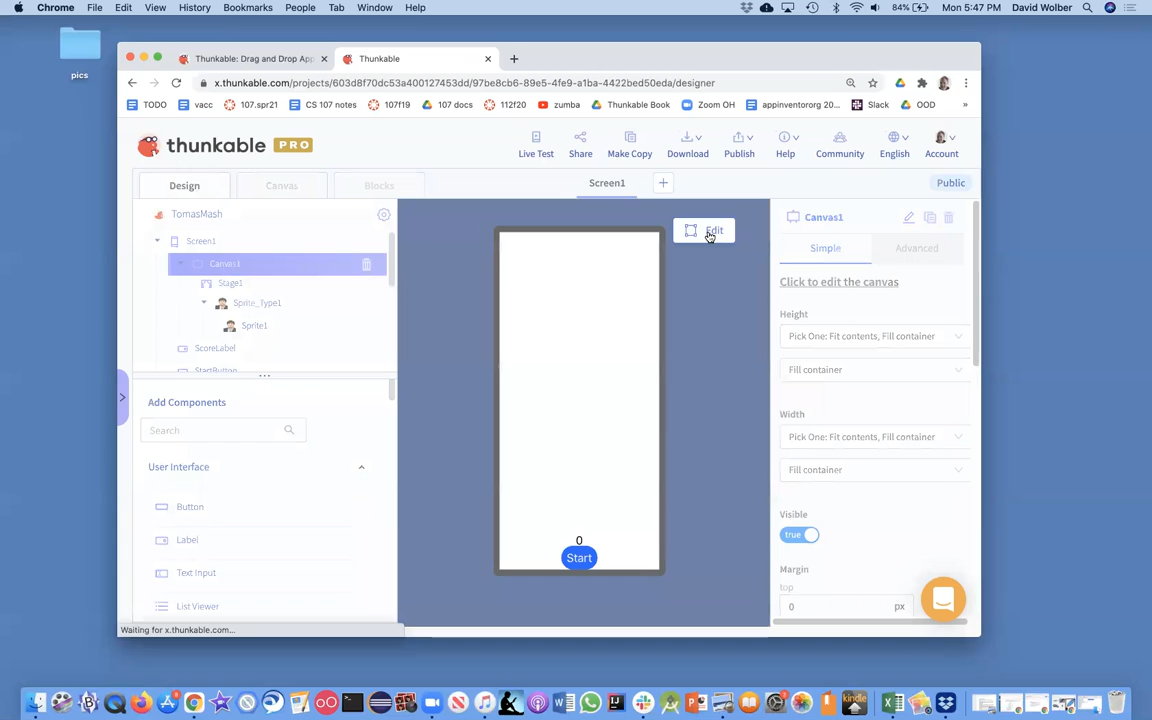 Chrome File Edit View History Bookmarks People Tab Window Help 84% Mon 5:47 PM David Wolber
pics
Thunkable: Drag and Drop App
Thunkable
x.thunkable.com/projects/603d8f70dc53a400127453dd/97be8cb6-89e5-4fe9-a1ba-4422bed50eda/designer
TODO vacc 107.spr21 CS 107 notes 107f19 107 docs 112f20 zumba Thunkable Book Zoom OH appinventororg 20... Slack OOD »
thunkable PRO
Live Test Share Make Copy Download Publish Help Community English Account
Design Canvas Blocks Screen1 + Public
TomasMash
Screen1
Canvas1
Stage1
Sprite_Type1
Sprite1
ScoreLabel
StartButton
Add Components
Search
User Interface
Button
Label
Text Input
List Viewer
Waiting for x.thunkable.com...
Edit
0
Start
Canvas1
Simple Advanced
Click to edit the canvas
Height
Pick One: Fit contents, Fill container
Fill container
Width
Pick One: Fit contents, Fill container
Fill container
Visible
true
Margin
top
0 px